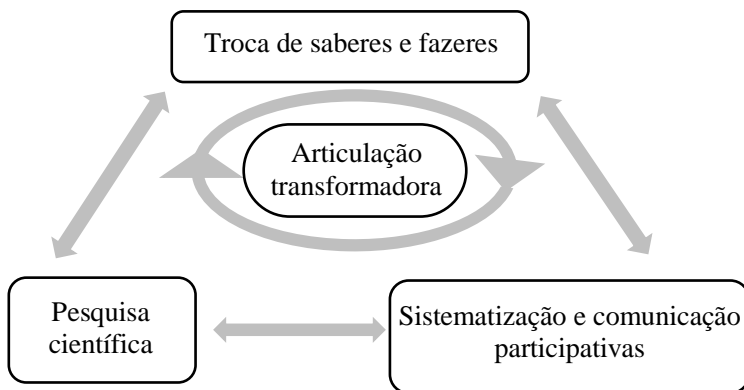 Troca de saberes e fazeres
Articulação
transformadora
Pesquisa
científica
Sistematização e comunicação
participativas